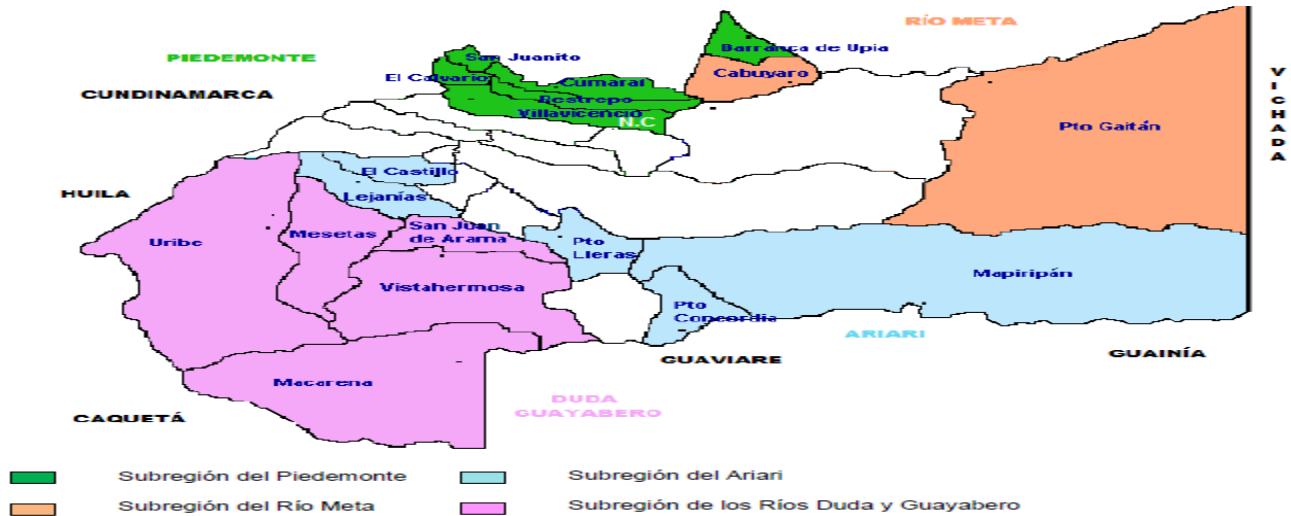 RÍO META
PIEDEMONTE
San Juanito
Barranca de Upia
El Calvario
Cumaral
Cabuyaro
CUNDINAMARCA
Restrepo
Villavicencio
N.C
Pto Gaitán
VICHADA
El Castillo
HUILA
Lejanías
Uribe
Mesetas
San Juan
de Arama
Pto
Lleras
Mapiripán
Vistahermosa
Pto
Concordia
ARIARI
GUAVIARE
GUAINÍA
Macarena
DUDA
GUAYABERO
CAQUETÁ
Subregión del Piedemonte
Subregión del Ariari
Subregión del Río Meta
Subregión de los Ríos Duda y Guayabero